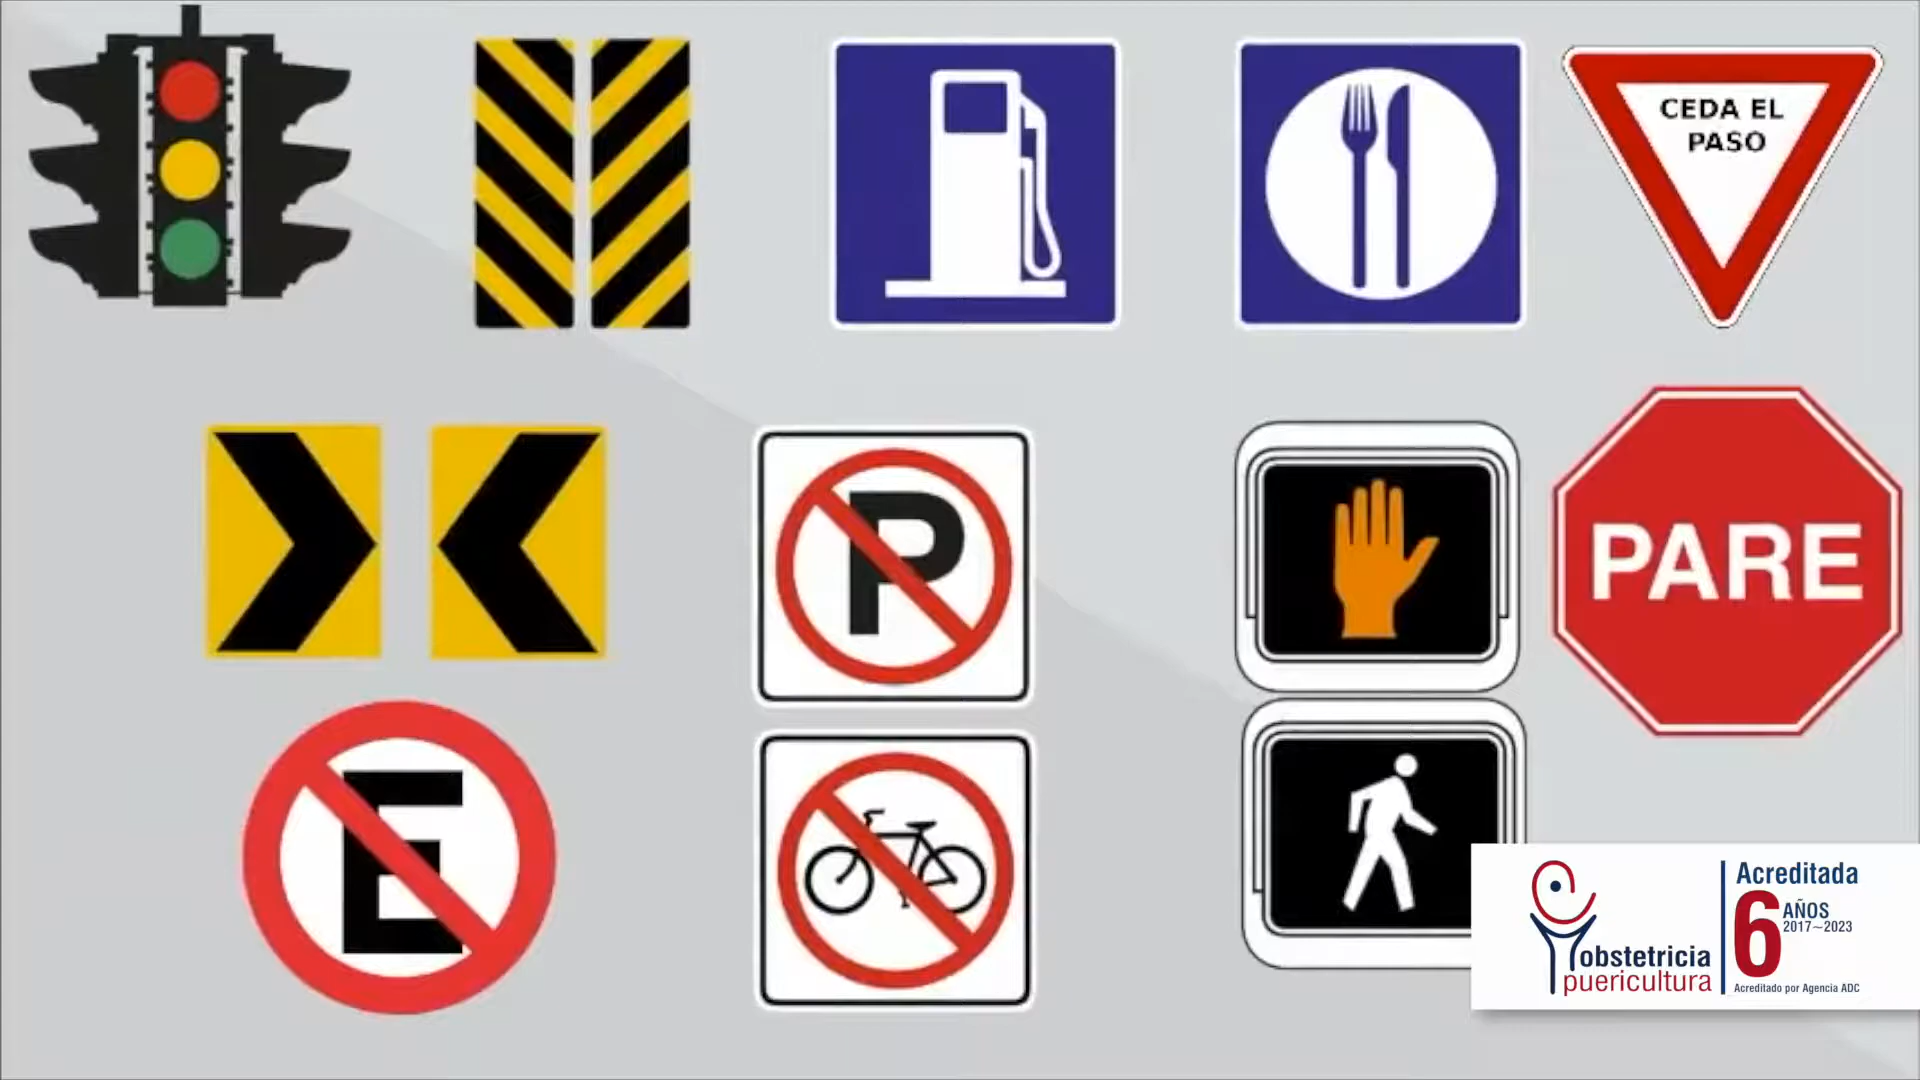 CEDA EL
PASO
P
PARE
E
Acreditada
6 AÑOS
2017~2023
obstetricia
puericultura
Acreditado por Agencia ADC